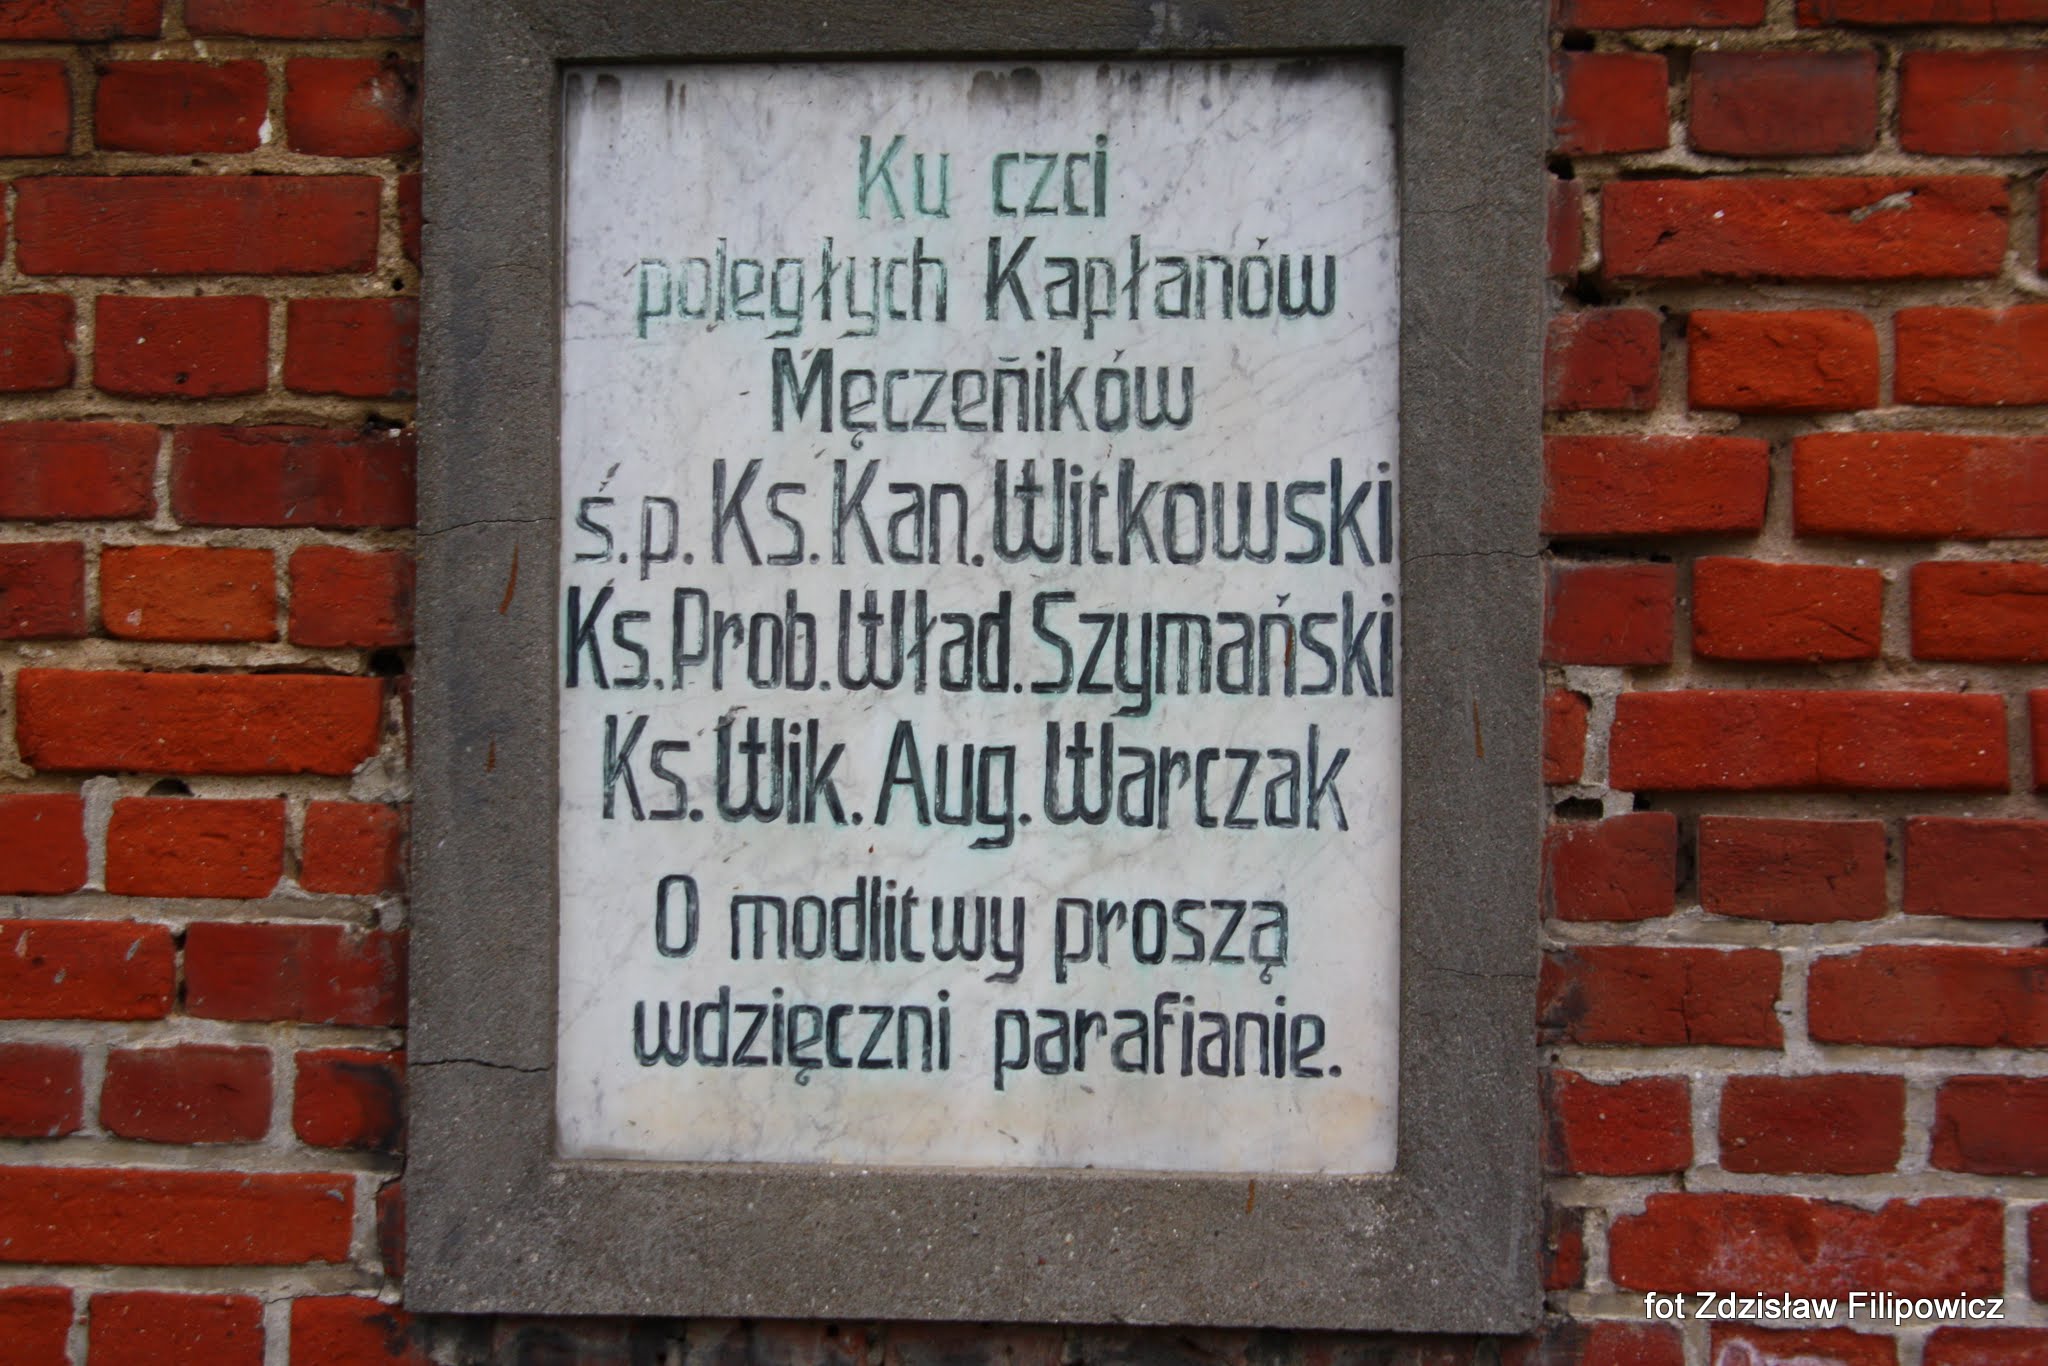 Ku czci
poległych Kapłanów
Męczeńików
ś.p. Ks. Kan. Witkowski
Ks. Prob. Wład. Szymański
Ks. Wik. Aug. Warczak
O modlitwy proszą
wdzięczni parafianie.
fot Zdzisław Filipowicz